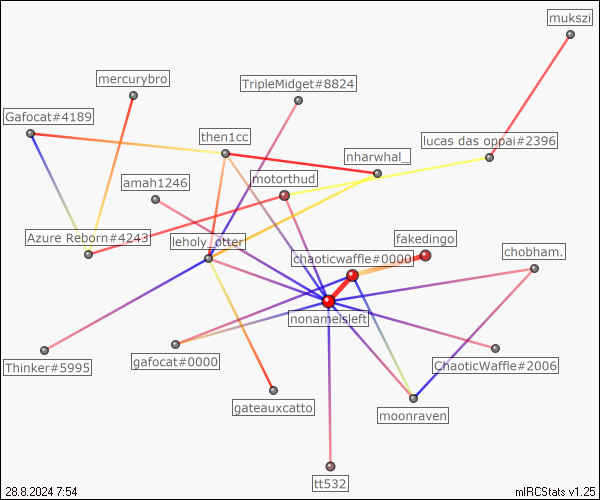 mukszi
mercurybro
TripleMidget#8824
Gafocat#4189
then1cc
lucas das oppai#2396
nharwhal_
motorthud
amah1246
Azure Reborn#4243
leholy_otter
fakedingo
chaoticwaffle#0000
chobham.
nonameisleft
Thinker#5995
gafocat#0000
ChaoticWaffle#2006
gateauxcatto
moonraven
tt532
28.8.2024 7:54
mIRCStats v1.25